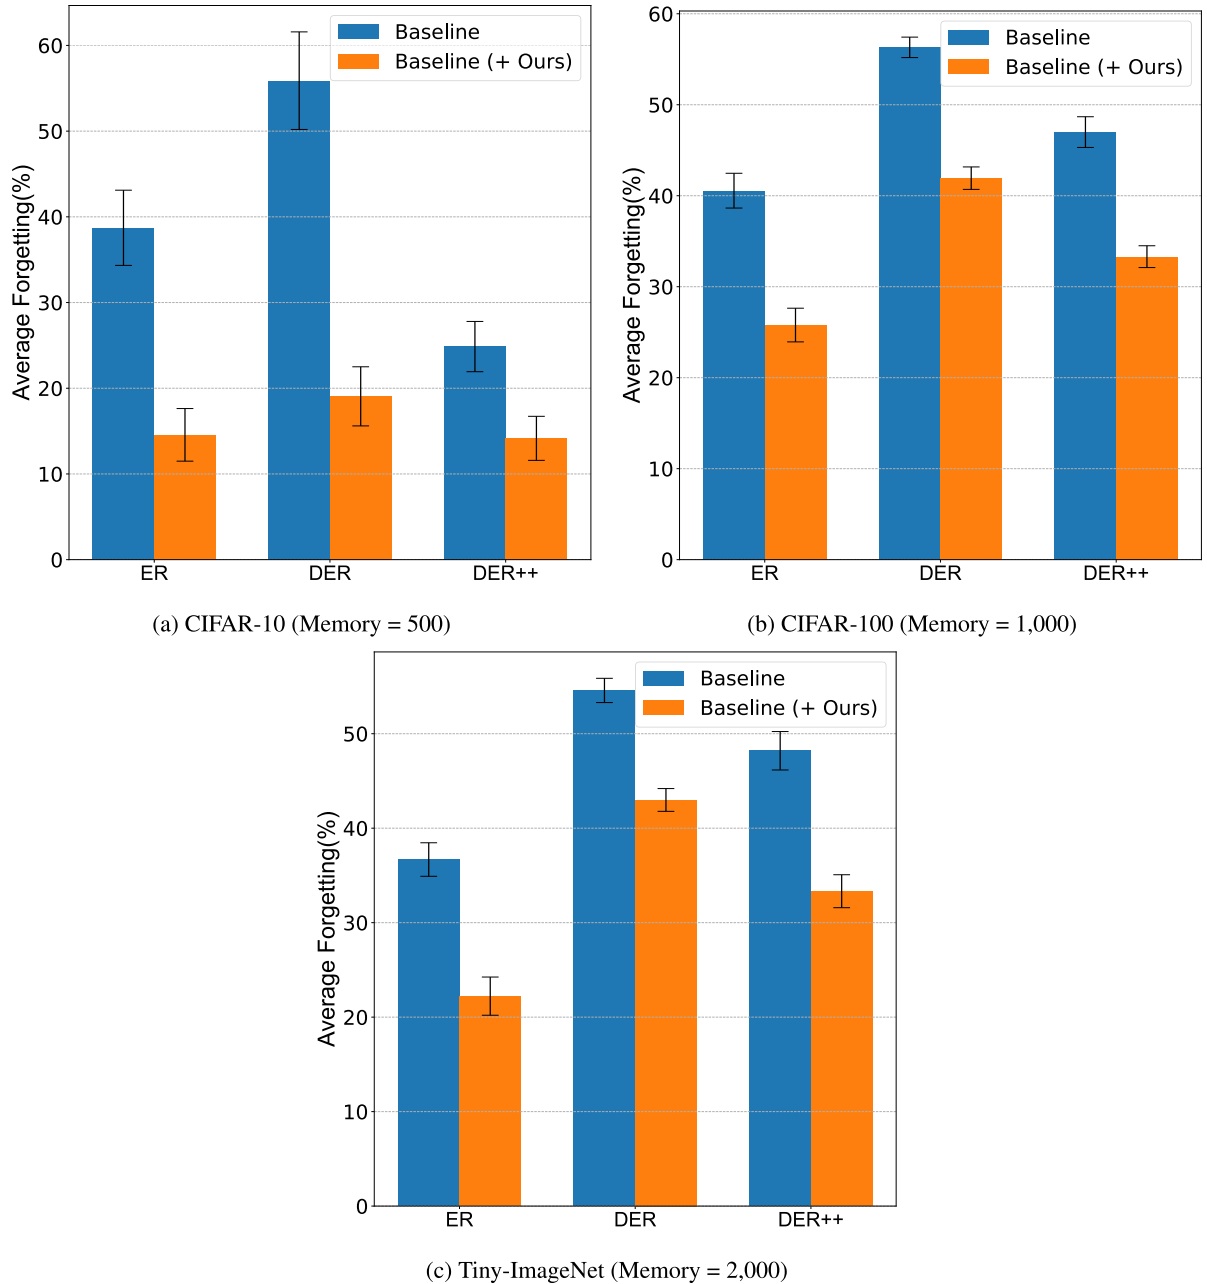 Baseline
Baseline (+ Ours)
Average Forgetting(%)
60
50
40
30
20
10
0
ER
DER
DER++
(a) CIFAR-10 (Memory = 500)
Baseline
Baseline (+ Ours)
Average Forgetting(%)
60
50
40
30
20
10
0
ER
DER
DER++
(b) CIFAR-100 (Memory = 1,000)
Baseline
Baseline (+ Ours)
Average Forgetting(%)
50
40
30
20
10
0
ER
DER
DER++
(c) Tiny-ImageNet (Memory = 2,000)